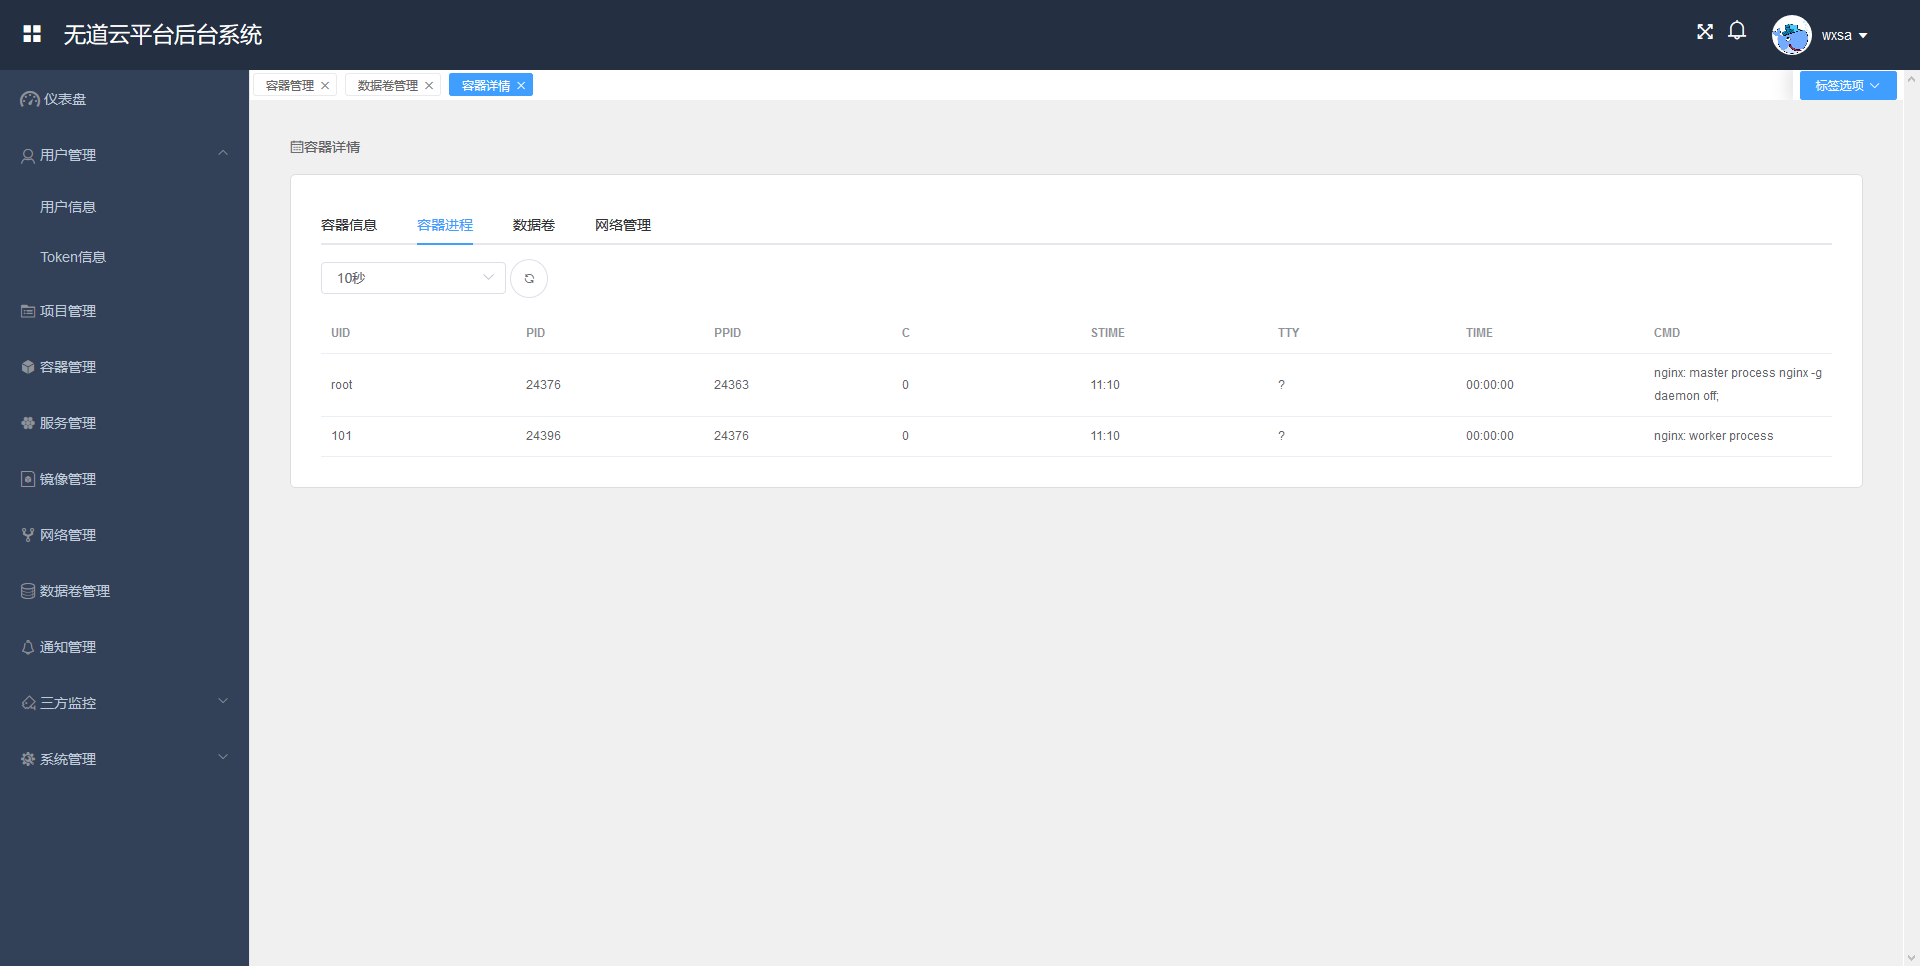 无道云平台后台系统
wxsa
仪表盘
用户管理
用户信息
Token信息
项目管理
容器管理
服务管理
镜像管理
网络管理
数据卷管理
通知管理
三方监控
系统管理
容器管理 数据卷管理 容器详情 标签选项
容器详情
容器信息 容器进程 数据卷 网络管理
10秒
UID PID PPID C STIME TTY TIME CMD
root 24376 24363 0 11:10 ? 00:00:00 nginx: master process nginx -g
daemon off;
101 24396 24376 0 11:10 ? 00:00:00 nginx: worker process